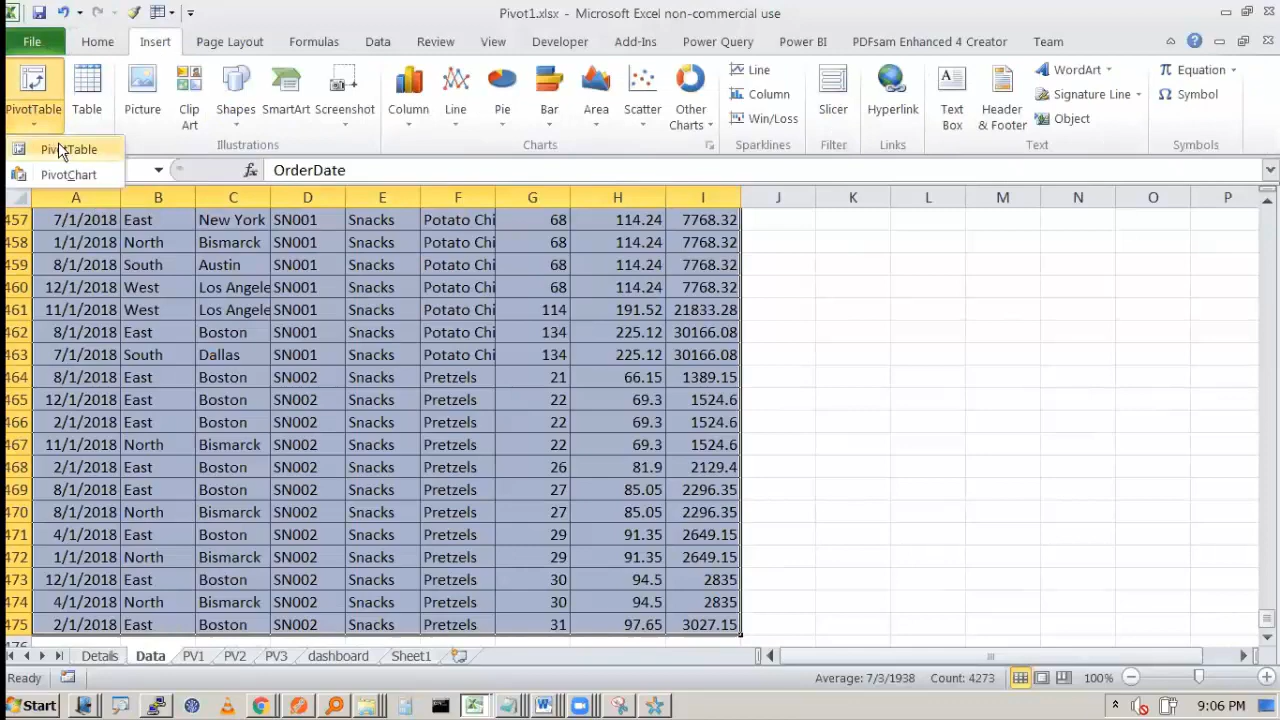 Pivot1.xlsx - Microsoft Excel non-commercial use
File Home Insert Page Layout Formulas Data Review View Developer Add-Ins Power Query Power BI PDFsam Enhanced 4 Creator Team
PivotTable Table Picture Clip Art Shapes SmartArt Screenshot Column Line Pie Bar Area Scatter Other Charts Line Column Win/Loss Slicer Hyperlink Text Box Header & Footer WordArt Signature Line Object Equation Symbol
Illustrations Charts Sparklines Filter Links Text Symbols
PivotTable
PivotChart
fx OrderDate
A B C D E F G H J K L M N O P
457 7/1/2018 East New York SN001 Snacks Potato Chi 68 114.24 7768.32
458 1/1/2018 North Bismarck SN001 Snacks Potato Chi 68 114.24 7768.32
459 8/1/2018 South Austin SN001 Snacks Potato Chi 68 114.24 7768.32
460 12/1/2018 West Los Angele SN001 Snacks Potato Chi 68 114.24 7768.32
461 11/1/2018 West Los Angele SN001 Snacks Potato Chi 114 191.52 21833.28
462 8/1/2018 East Boston SN001 Snacks Potato Chi 134 225.12 30166.08
463 7/1/2018 South Dallas SN001 Snacks Potato Chi 134 225.12 30166.08
464 8/1/2018 East Boston SN002 Snacks Pretzels 21 66.15 1389.15
465 12/1/2018 East Boston SN002 Snacks Pretzels 22 69.3 1524.6
466 2/1/2018 East Boston SN002 Snacks Pretzels 22 69.3 1524.6
467 11/1/2018 North Bismarck SN002 Snacks Pretzels 22 69.3 1524.6
468 2/1/2018 East Boston SN002 Snacks Pretzels 26 81.9 2129.4
469 8/1/2018 East Boston SN002 Snacks Pretzels 27 85.05 2296.35
470 8/1/2018 North Bismarck SN002 Snacks Pretzels 27 85.05 2296.35
471 4/1/2018 East Boston SN002 Snacks Pretzels 29 91.35 2649.15
472 1/1/2018 North Bismarck SN002 Snacks Pretzels 29 91.35 2649.15
473 12/1/2018 East Boston SN002 Snacks Pretzels 30 94.5 835
474 4/1/2018 North Bismarck SN002 Snacks Pretzels 30 94.5 835
475 2/1/2018 East Boston SN002 Snacks Pretzels 31 97.65 3027.15
Details Data PV1 PV2 PV3 dashboard Sheet1
Ready Count: 4273 100%
Start 9:06 PM